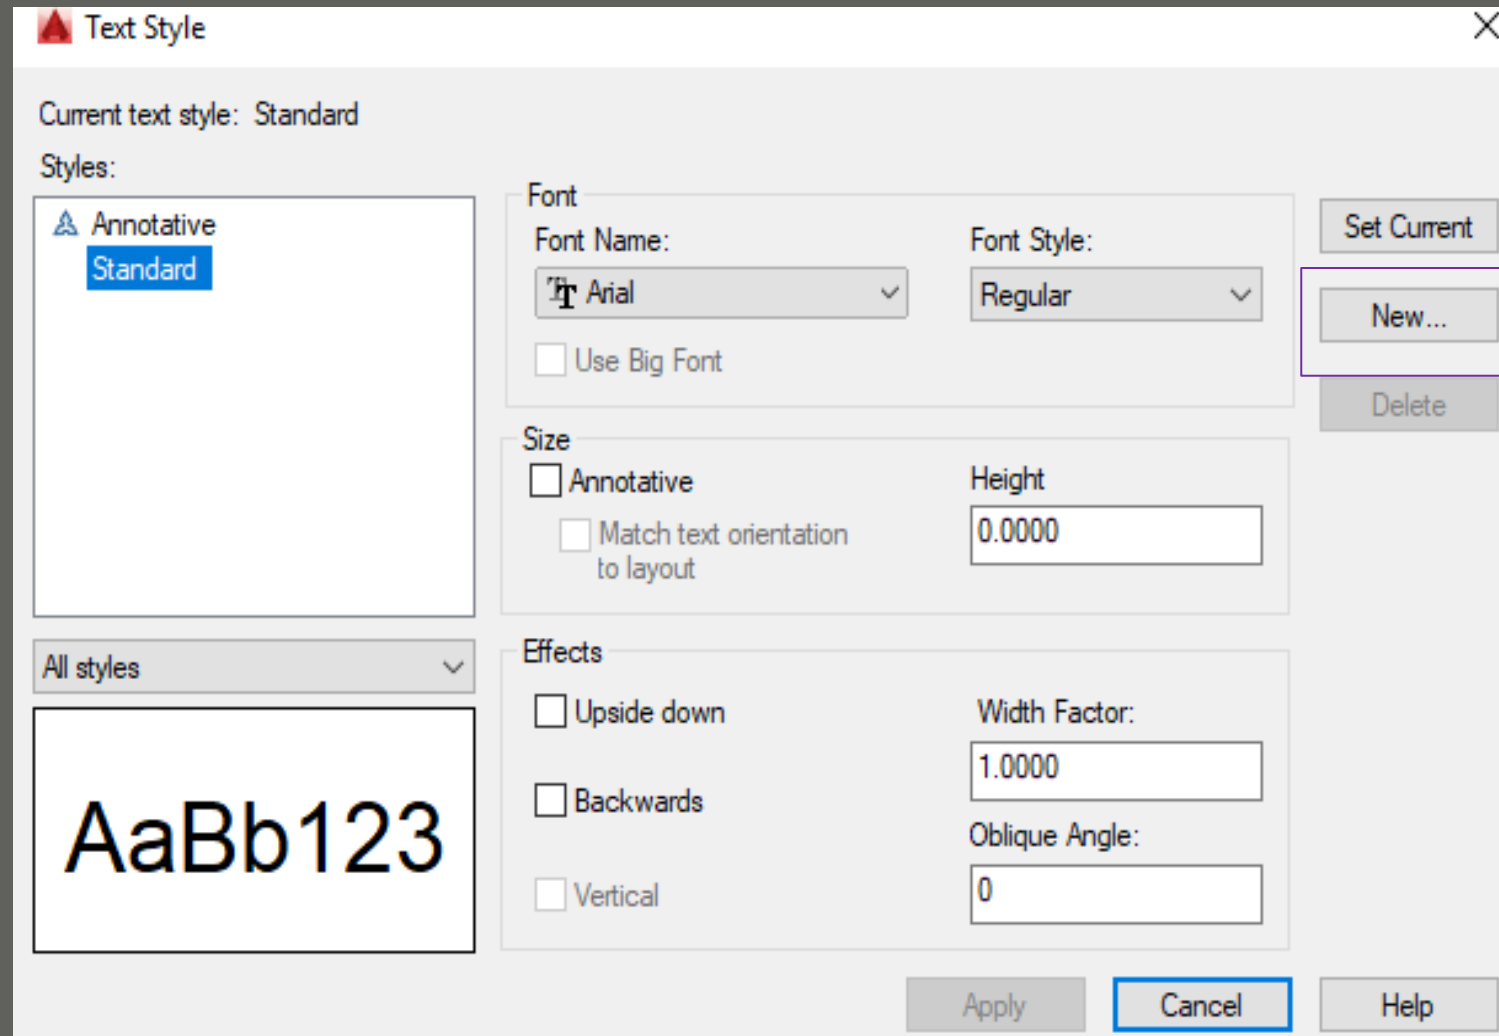 Text Style
Current text style: Standard
Styles:
Annotative
Standard
All styles
AaBb123
Font
Font Name:
Font Style:
Arial
Regular
Use Big Font
Size
Annotative
Height
Match text orientation
to layout
0.0000
Effects
Upside down
Width Factor:
1.0000
Backwards
Oblique Angle:
Vertical
0
Set Current
New...
Delete
Apply
Cancel
Help